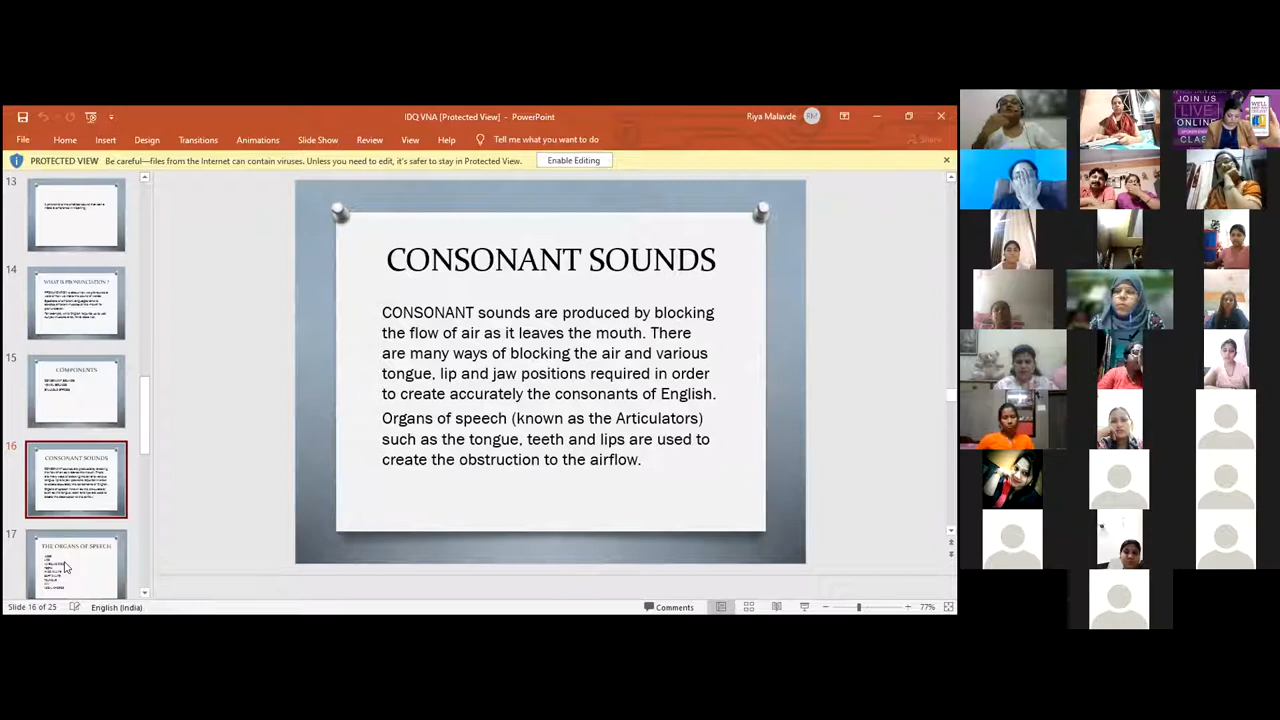 IDQ VNA [Protected View] - PowerPoint
Riya Malavde
RM
File
Home
Insert
Design
Transitions
Animations
Slide Show
Review
View
Help
Tell me what you want to do
Share
PROTECTED VIEW
Be careful—files from the Internet can contain viruses. Unless you need to edit, it's safer to stay in Protected View.
Enable Editing
13
14
WHAT IS PRONUNCIATION ?
15
COMPONENTS
CONSONANT SOUNDS
16
CONSONANT SOUNDS
17
THE ORGANS OF SPEECH
CONSONANT SOUNDS
CONSONANT sounds are produced by blocking
the flow of air as it leaves the mouth. There
are many ways of blocking the air and various
tongue, lip and jaw positions required in order
to create accurately the consonants of English.
Organs of speech (known as the Articulators)
such as the tongue, teeth and lips are used to
create the obstruction to the airflow.
Slide 16 of 25
English (India)
Comments
77%
JOIN US
LIVE
ONLINE
CLAS
WELL